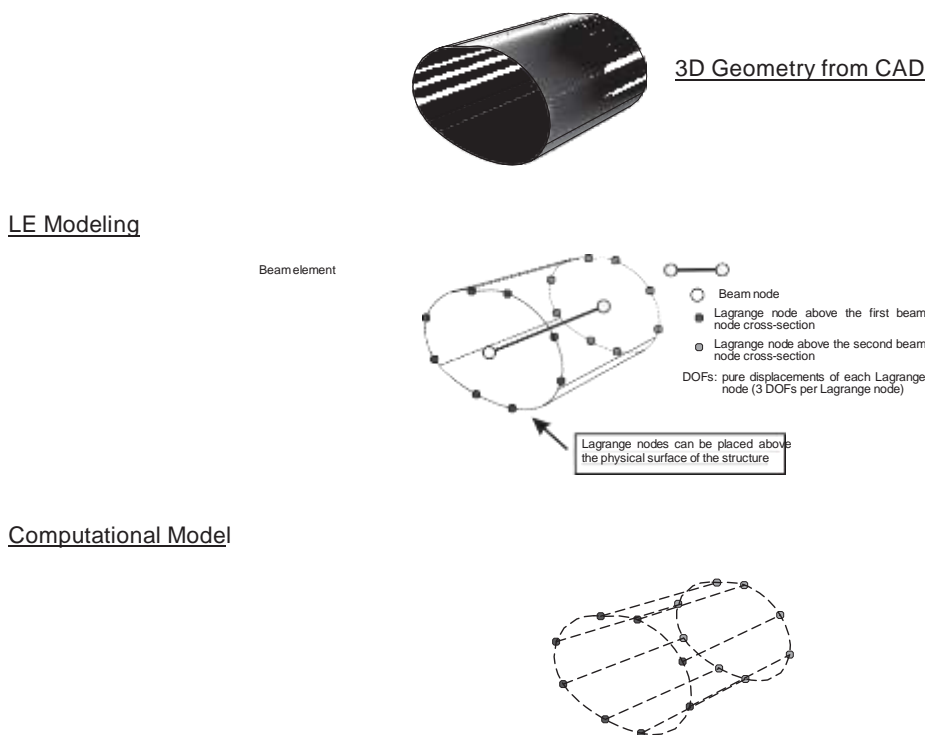 3D Geometry from CAD
LE Modeling
Beam element
Beam node
Lagrange node above the first beam
node cross-section
Lagrange node above the second beam
node cross-section
DOFs: pure displacements of each Lagrange
node (3 DOFs per Lagrange node)
Lagrange nodes can be placed above
the physical surface of the structure
Computational Model